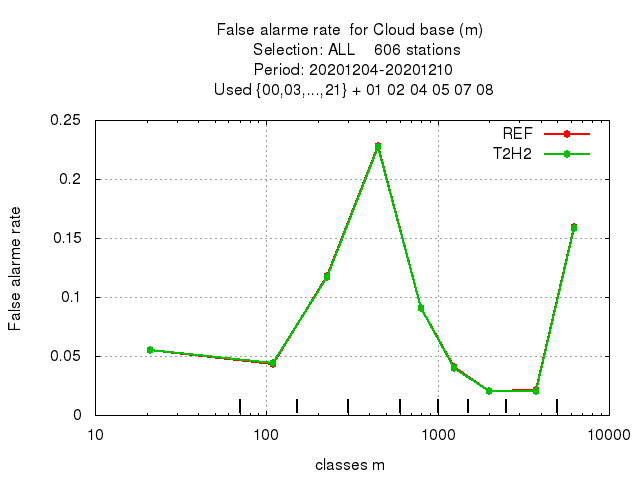 False alarme rate  for Cloud base (m)
Selection: ALL    606 stations
Period: 20201204-20201210
Used {00,03,...,21} + 01 02 04 05 07 08
REF
T2H2
0.25
0.2
0.15
0.1
0.05
0
False alarme rate
10 100 1000 10000
classes m